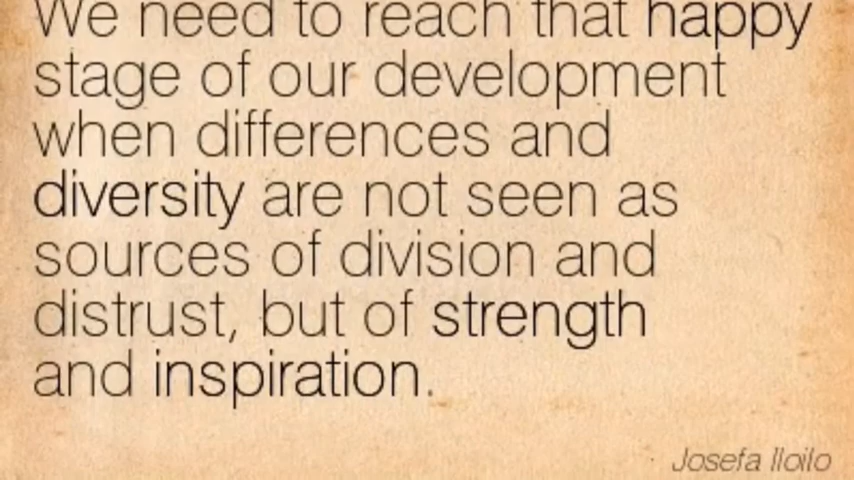 We need to reach that happy
stage of our development
when differences and
diversity are not seen as
sources of division and
distrust, but of strength
and inspiration.
Josefa Iloilo